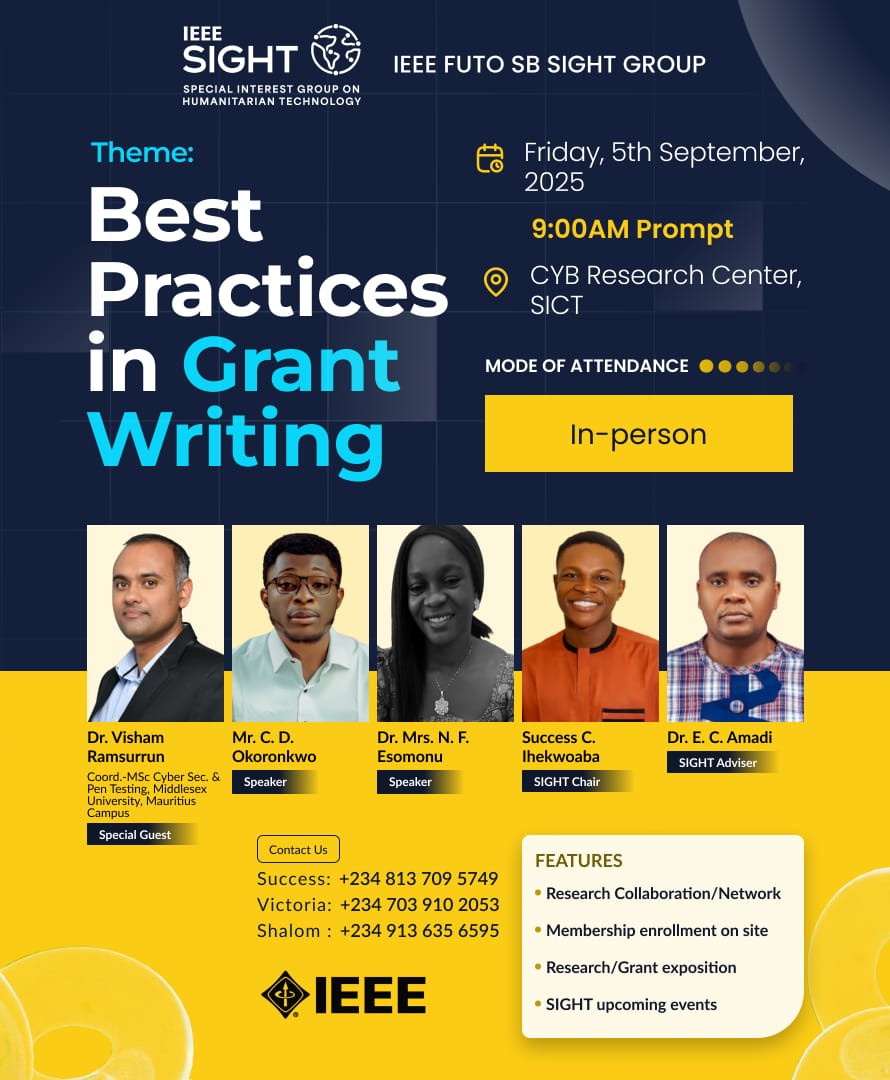 IEEE
SIGHT
SPECIAL INTEREST GROUP ON
HUMANITARIAN TECHNOLOGY
IEEE FUTO SB SIGHT GROUP
Theme:
Best
Practices
in Grant
Writing
Friday, 5th September,
2025
9:00AM Prompt
CYB Research Center,
SICT
MODE OF ATTENDANCE
In-person
Dr. Visham
Ramsurrun
Coord.-MSc Cyber Sec. &
Pen Testing, Middlesex
University, Mauritius
Campus
Special Guest
Mr. C. D.
Okoronkwo
Speaker
Dr. Mrs. N. F.
Esomonu
Speaker
Success C.
Ihekwoaba
SIGHT Chair
Dr. E. C. Amadi
SIGHT Adviser
Contact Us
Success: +234 813 709 5749
Victoria: +234 703 910 2053
Shalom : +234 913 635 6595
IEEE
FEATURES
• Research Collaboration/Network
• Membership enrollment on site
• Research/Grant exposition
• SIGHT upcoming events